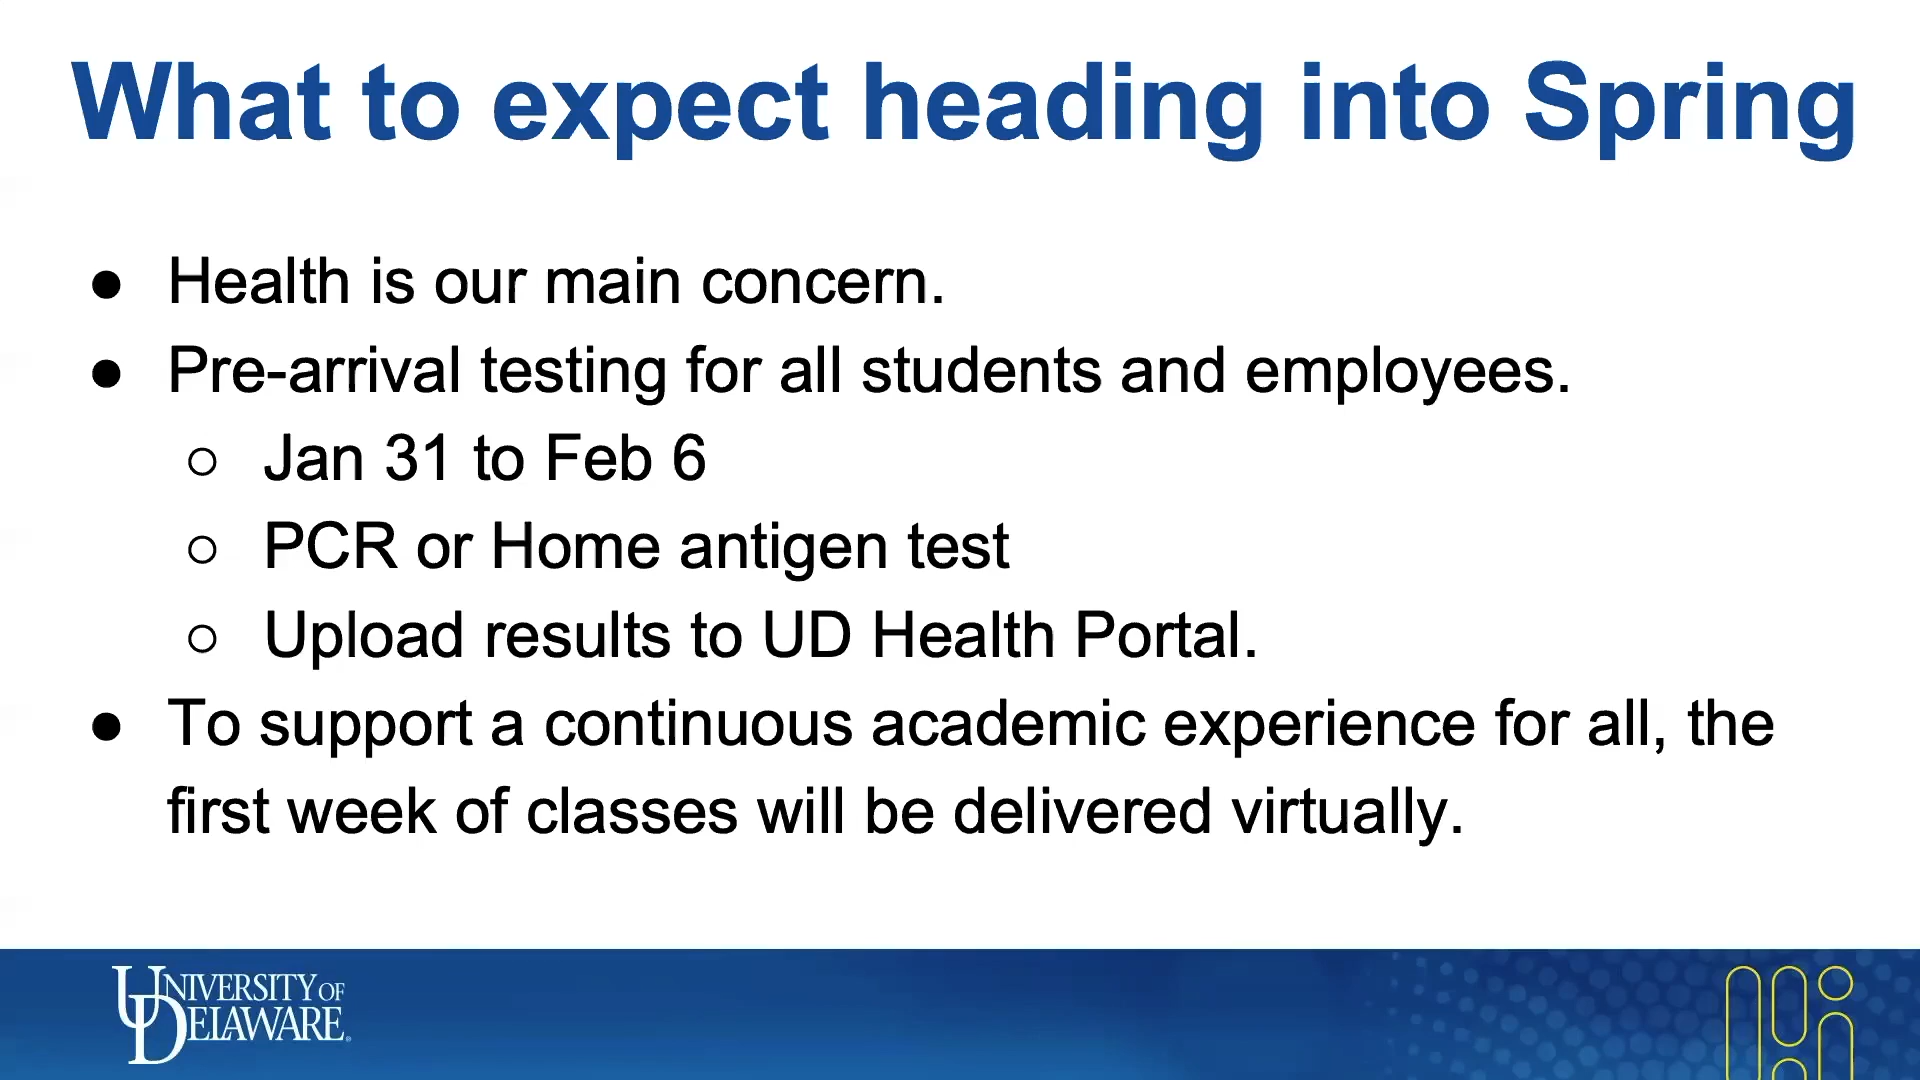 What to expect heading into Spring
● Health is our main concern.
● Pre-arrival testing for all students and employees.
○ Jan 31 to Feb 6
○ PCR or Home antigen test
○ Upload results to UD Health Portal.
● To support a continuous academic experience for all, the
first week of classes will be delivered virtually.
UNIVERSITY OF
DELAWARE